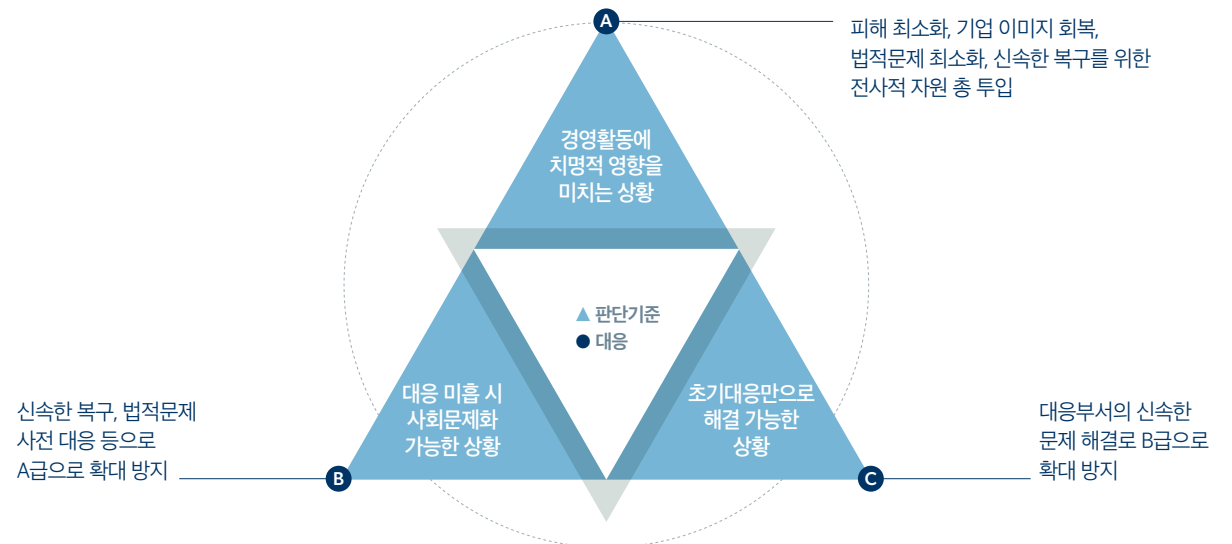 A
피해 최소화, 기업 이미지 회복,
법적문제 최소화, 신속한 복구를 위한
전사적 자원 총 투입
경영활동에
치명적 영향을
미치는 상황
▲ 판단기준
● 대응
대응 미흡 시
사회문제화
가능한 상황
초기대응만으로
해결 가능한
상황
신속한 복구, 법적문제
사전 대응 등으로
A급으로 확대 방지
B
C
대응부서의 신속한
문제 해결로 B급으로
확대 방지